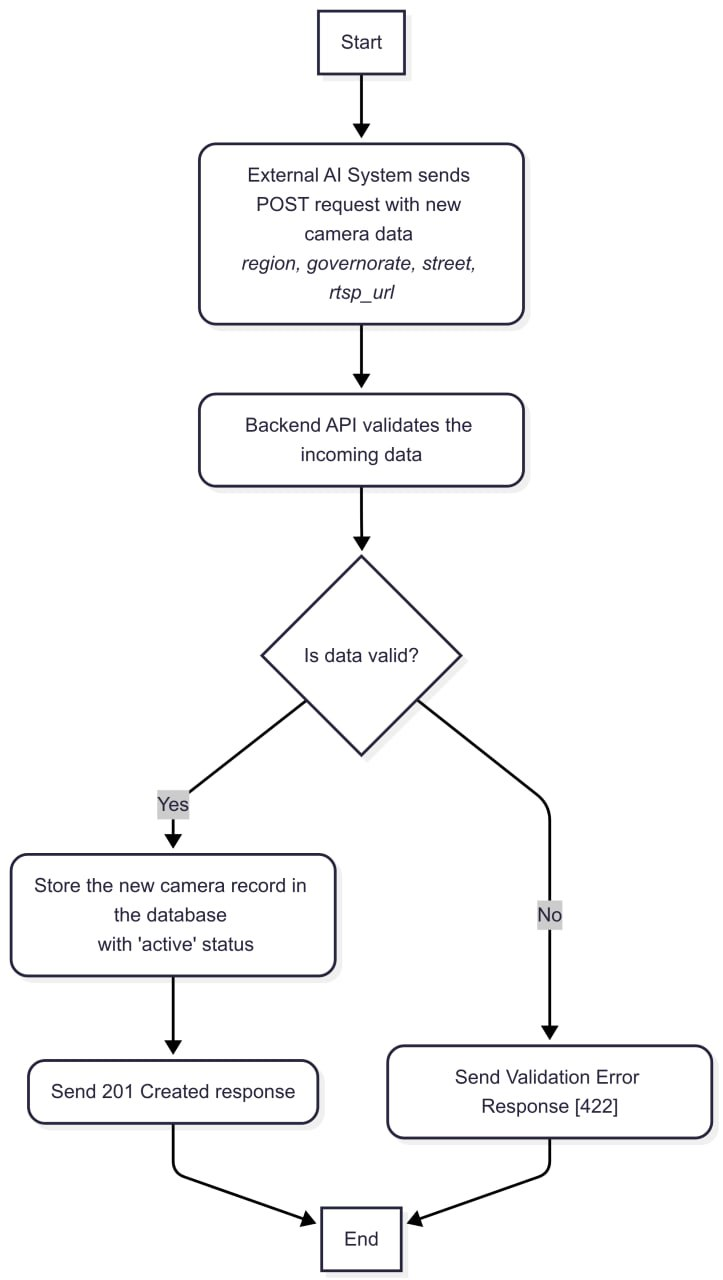 Start
External AI System sends
POST request with new
camera data
region, governorate, street,
rtsp_url
Backend API validates the
incoming data
Is data valid?
Yes
Store the new camera record in
the database
with 'active' status
No
Send 201 Created response
Send Validation Error
Response [422]
End